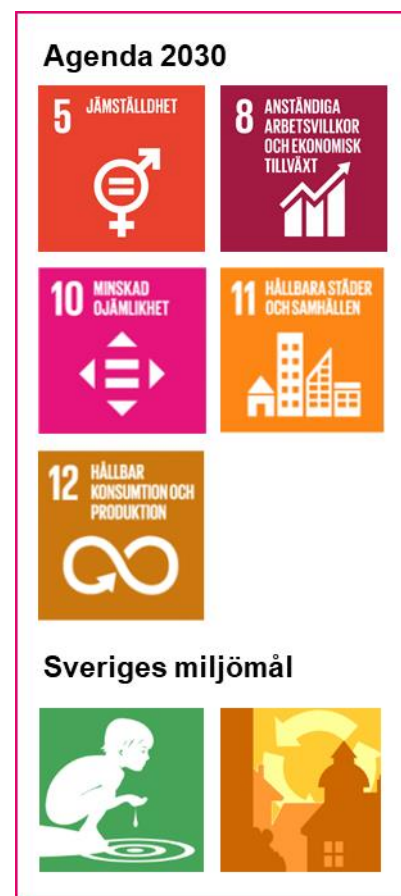 Agenda 2030
5 JÄMSTÄLLDHET
8 ANSTÄNDIGA
ARBETSVILLKOR
OCH EKONOMISK
TILLVÄXT
10 MINSKAD
OJÄMLIKHET
11 HÅLLBARA STÄDER
OCH SAMHÄLLEN
12 HÅLLBAR
KONSUMTION OCH
PRODUKTION
Sveriges miljömål